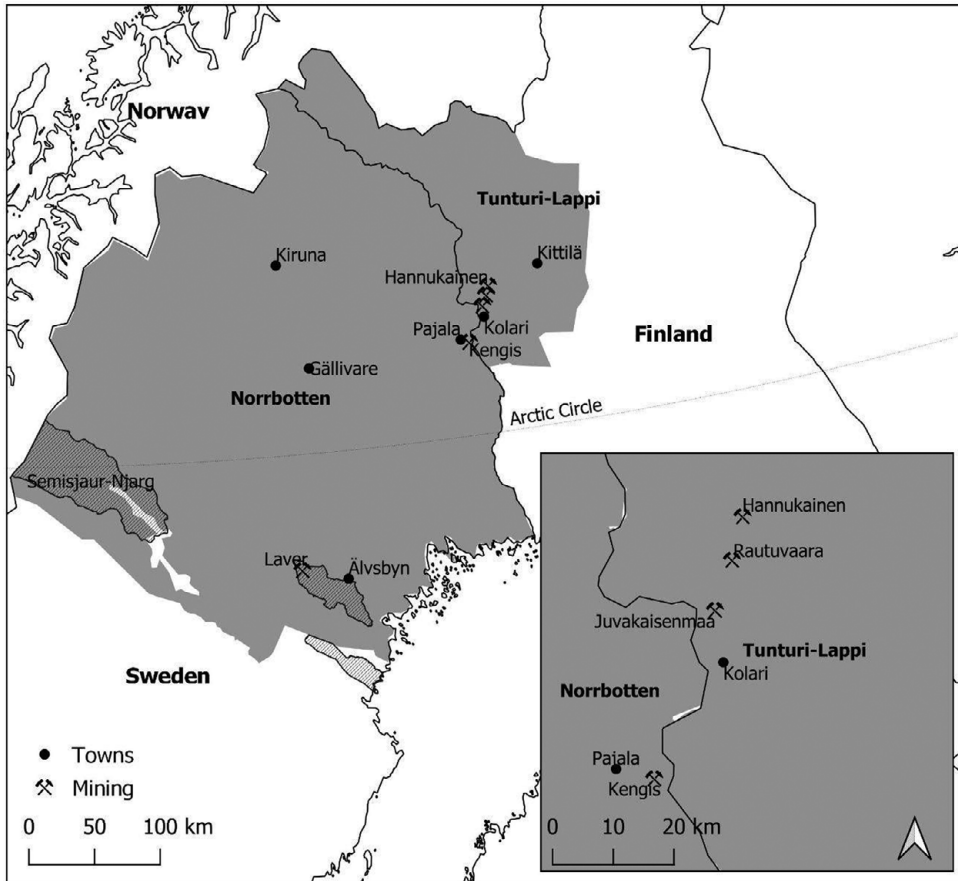 Norwav
Tunturi-Lappi
Kiruna
Kittilä
Hannukainen
Kolari
Pajala
Kengis
Finland
Gällivare
Norrbotten
Arctic Circle
Semisjaur-Njarg
Laver
Älvsbyn
Sweden
Towns
Mining
0 50 100 km
Hannukainen
Rautuvaara
Juvakaisenmaa
Tunturi-Lappi
Kolari
Norrbotten
Pajala
Kengis
0 10 20 km